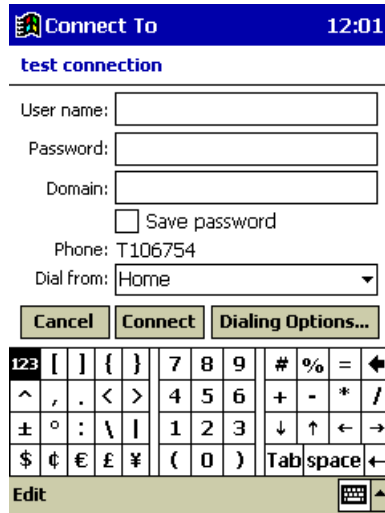 Connect To 12:01
test connection
User name:
Password:
Domain:
Save password
Phone: T106754
Dial from: Home
Cancel Connect Dialing Options...
123 [ ] { } 7 8 9 # % = ←
^ , . < > 4 5 6 + - * /
± ° : \ | 1 2 3 ↓ ↑ ← →
$ ¢ € £ ¥ ( 0 ) Tab space ←
Edit